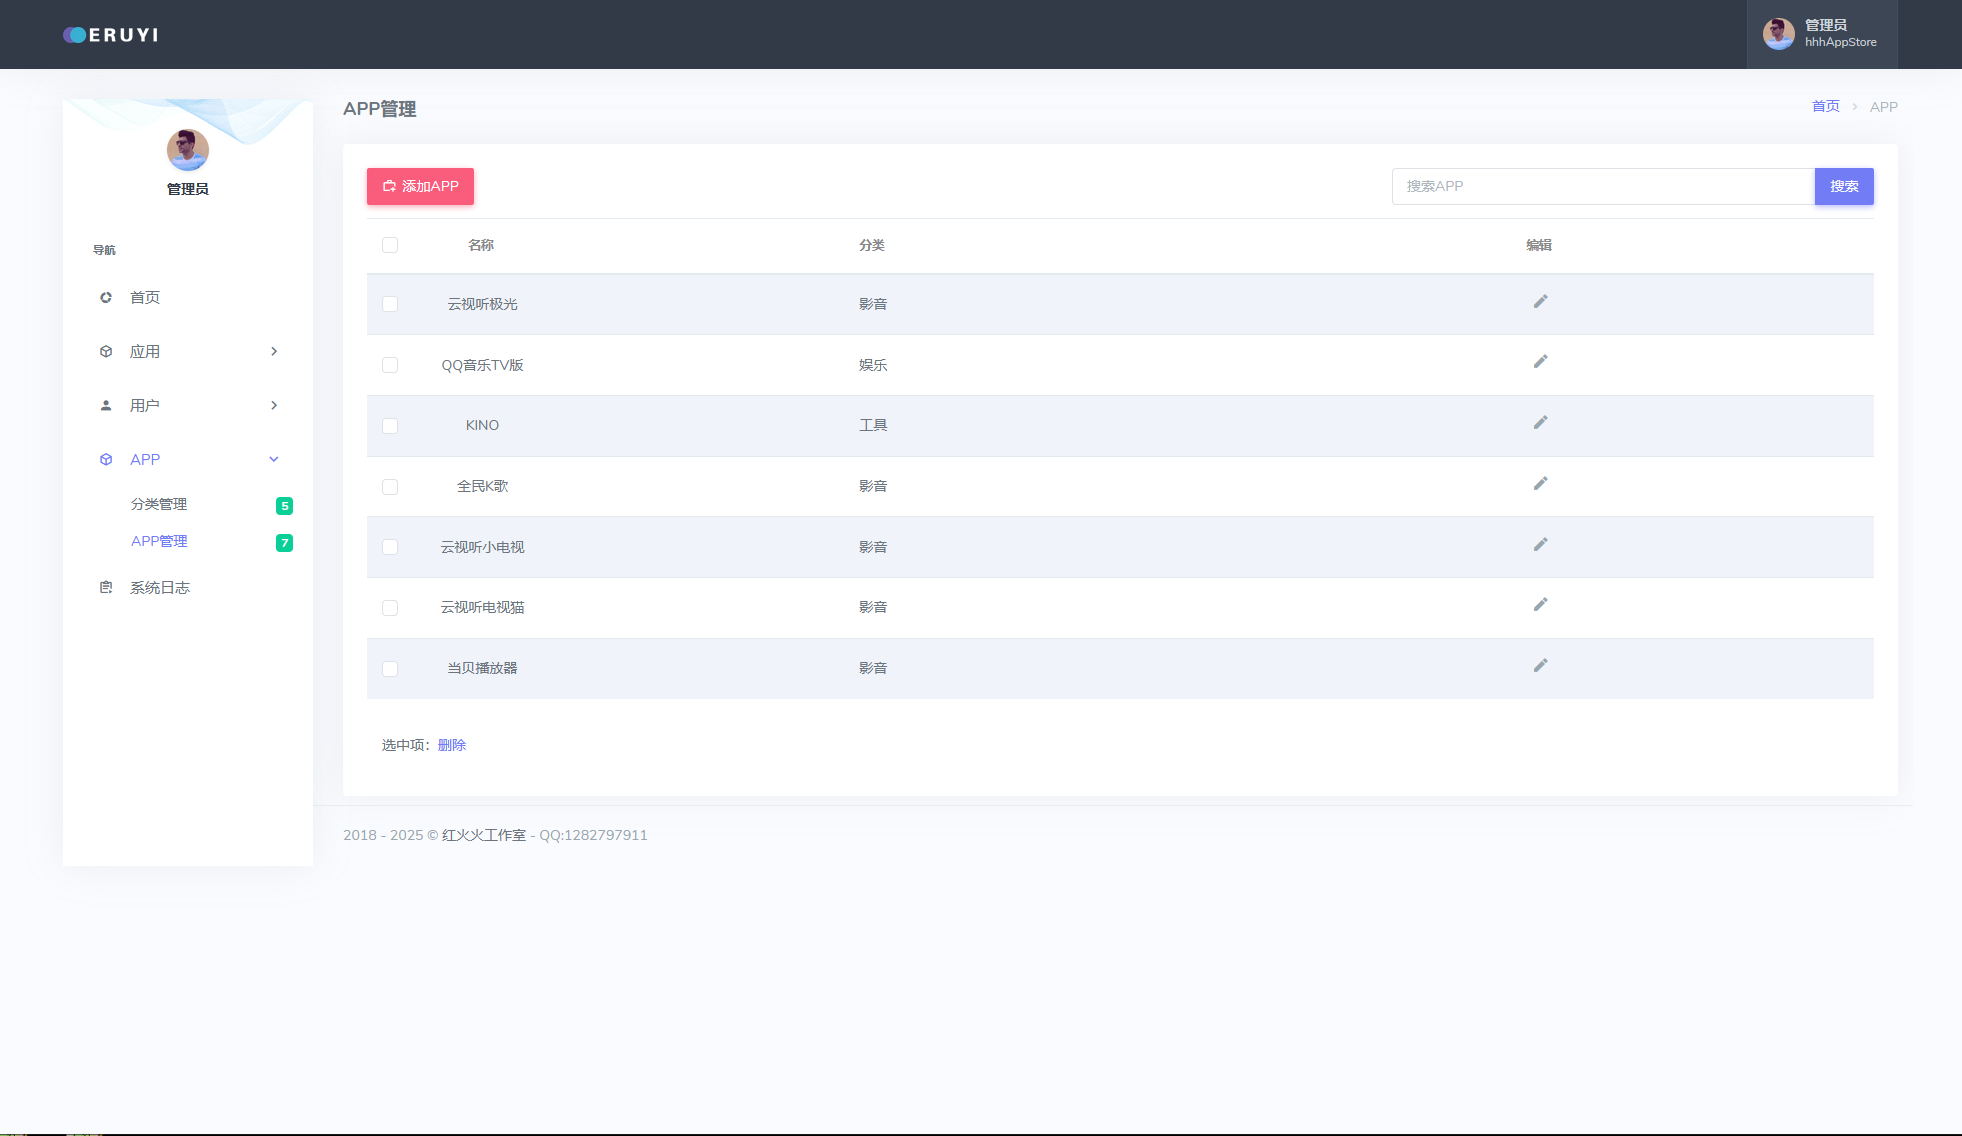 ERUYI
管理员
hhhAppStore
管理员
导航
首页
应用
用户
APP
分类管理 5
APP管理 7
系统日志
APP管理
首页 > APP
添加APP
搜索APP 搜索
名称 分类 编辑
云视听极光 影音
QQ音乐TV版 娱乐
KINO 工具
全民K歌 影音
云视听小电视 影音
云视听电视猫 影音
当贝播放器 影音
选中项：删除
2018 - 2025 © 红火火工作室 - QQ:1282797911